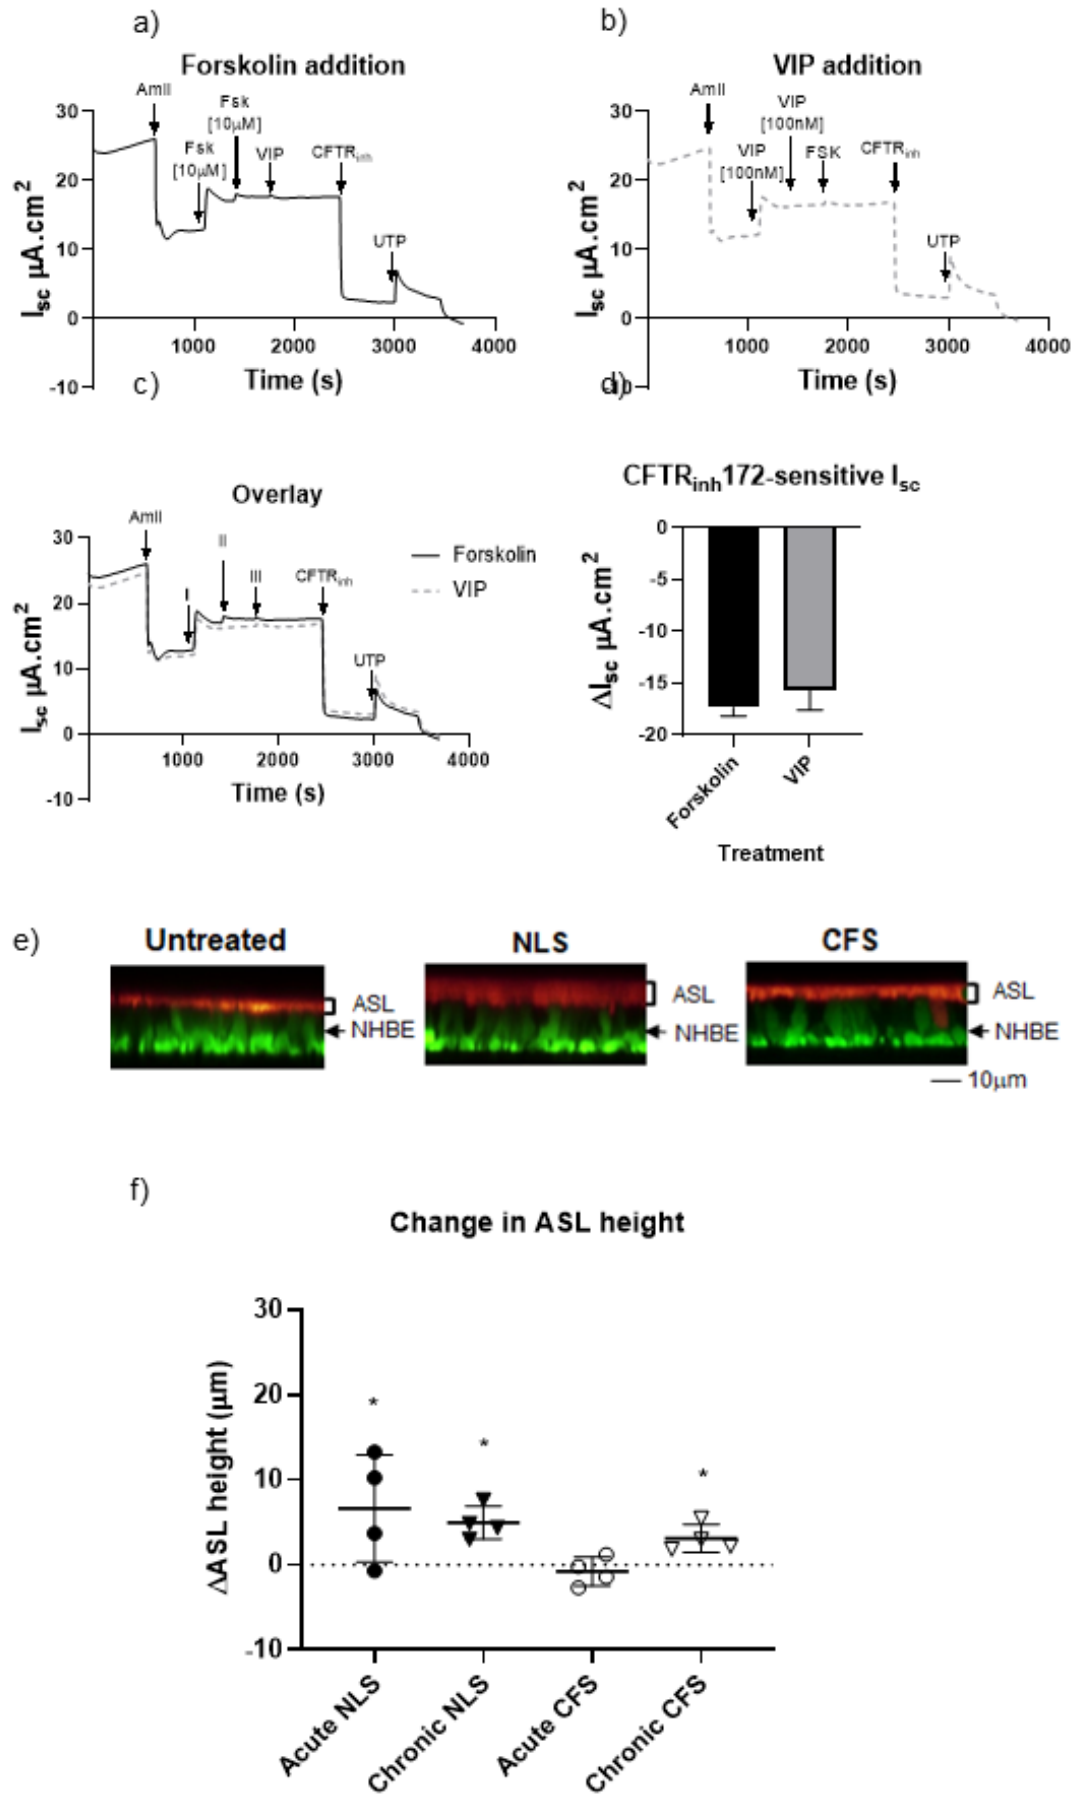 a)
Forskolin addition
Amil
Fsk
[10µM]
Fsk
[10µM]
VIP
CFTRinh
UTP
30
20
10
0
-10
1000
2000
3000
4000
Isc µA.cm2
Time (s)
b)
VIP addition
Amil
VIP
[100nM]
VIP
[100nM]
FSK
CFTRinh
UTP
30
20
10
0
-10
1000
2000
3000
4000
Isc µA.cm2
Time (s)
c)
Overlay
Amil
I
II
III
CFTRinh
UTP
Forskolin
VIP
30
20
10
0
-10
1000
2000
3000
4000
Isc µA.cm2
Time (s)
d)
CFTRinh172-sensitive Isc
0
-5
-10
-15
-20
ΔIsc µA.cm2
Forskolin
VIP
Treatment
e)
Untreated
ASL
NHBE
NLS
ASL
NHBE
CFS
ASL
NHBE
10µm
f)
Change in ASL height
30
20
10
0
-10
ΔASL height (µm)
*
*
*
Acute NLS
Chronic NLS
Acute CFS
Chronic CFS